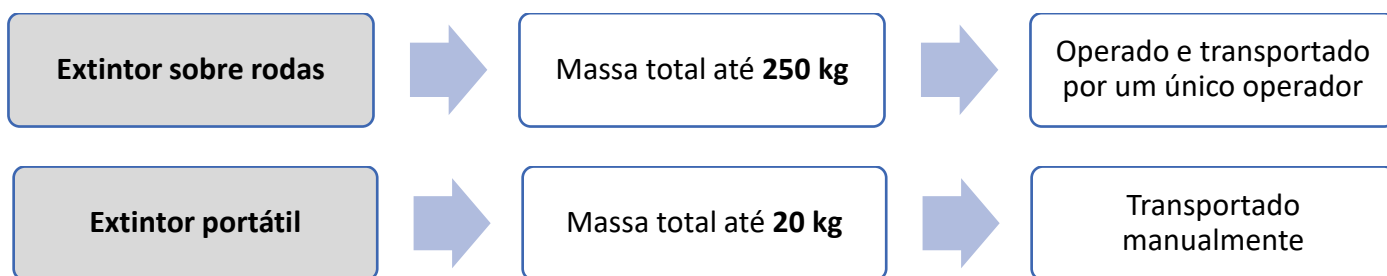 Extintor sobre rodas
Massa total até 250 kg
Operado e transportado
por um único operador
Extintor portátil
Massa total até 20 kg
Transportado
manualmente